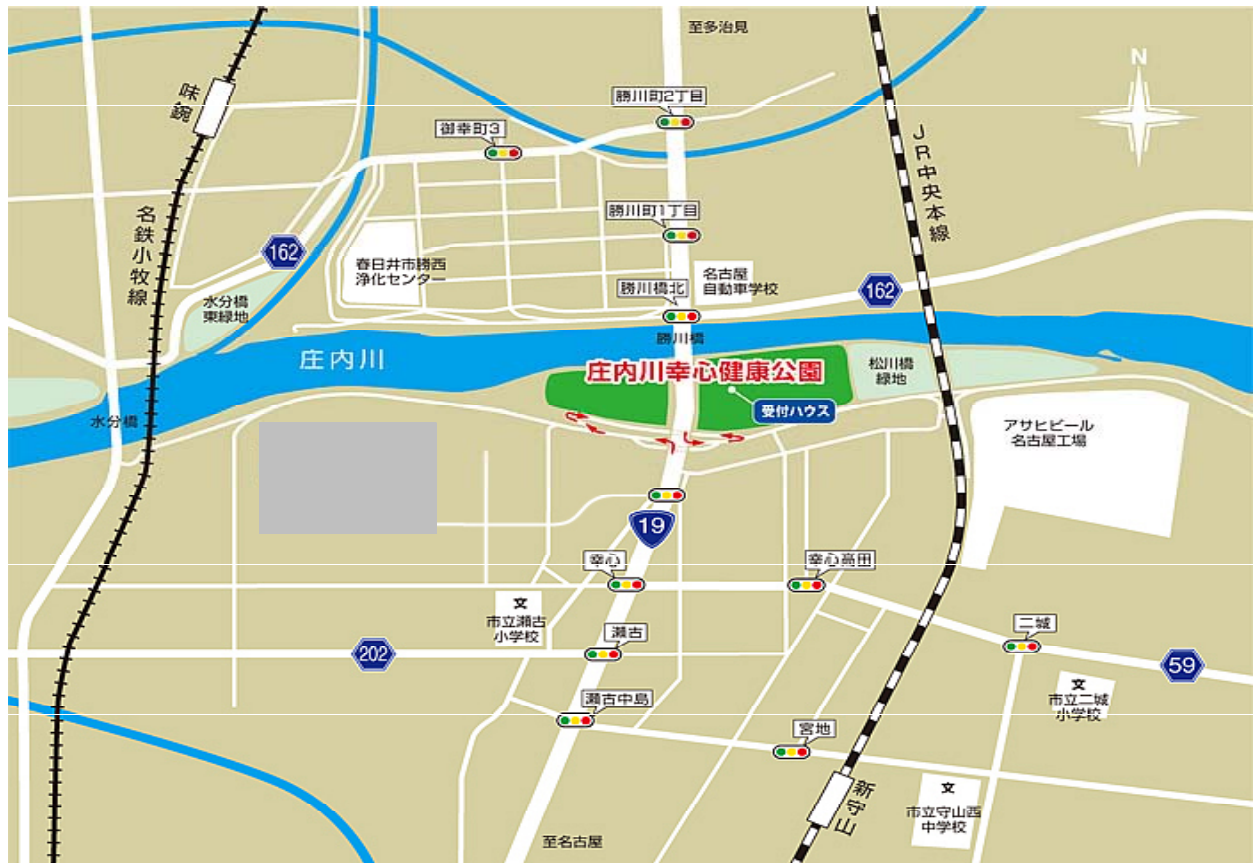 至多治見
N
味鋺
勝川町2丁目
御幸町3
JR中央本線
名鉄小牧線
勝川町1丁目
162
春日井市勝西
浄化センター
名古屋
自動車学校
162
水分橋
東緑地
勝川橋北
勝川橋
庄内川
庄内川幸心健康公園
松川橋
緑地
受付ハウス
水分橋
アサヒビール
名古屋工場
19
幸心
幸心高田
文
市立瀬古
小学校
瀬古
二城
202
59
文
市立二城
小学校
瀬古中島
宮地
新守山
文
市立守山西
中学校
至名古屋